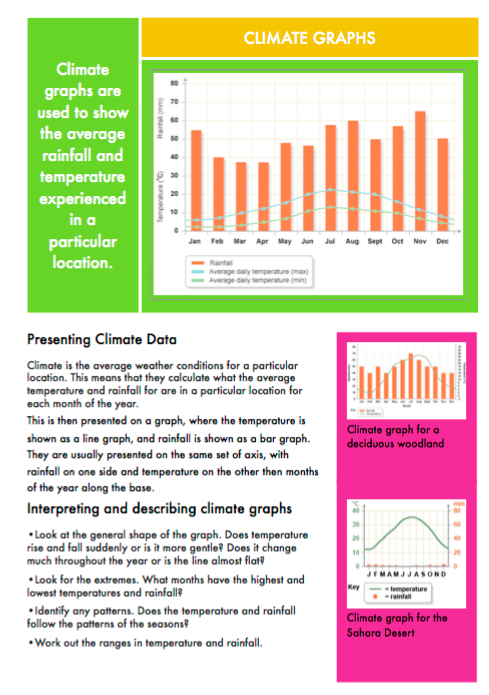 CLIMATE GRAPHS
Climate
graphs are
used to show
the average
rainfall and
temperature
experienced
in a
particular
location.
80
70
60
50
40
30
20
10
0
Rainfall (mm)
Temperature (°C)
Jan Feb Mar Apr May Jun Jul Aug Sept Oct Nov Dec
Rainfall
Average daily temperature (max)
Average daily temperature (min)
Presenting Climate Data
Climate is the average weather conditions for a particular
location. This means that they calculate what the average
temperature and rainfall for are in a particular location for
each month of the year.
This is then presented on a graph, where the temperature is
shown as a line graph, and rainfall is shown as a bar graph.
They are usually presented on the same set of axis, with
rainfall on one side and temperature on the other then months
of the year along the base.
Interpreting and describing climate graphs
•Look at the general shape of the graph. Does temperature
rise and fall suddenly or is it more gentle? Does it change
much throughout the year or is the line almost flat?
•Look for the extremes. What months have the highest and
lowest temperatures and rainfall?
•Identify any patterns. Does the temperature and rainfall
follow the patterns of the seasons?
•Work out the ranges in temperature and rainfall.
Climate graph for a
deciduous woodland
°C mm
40 80
30 60
20 40
10 20
0 0
J F M A M J J A S O N D
Key
= temperature
= rainfall
Climate graph for the
Sahara Desert